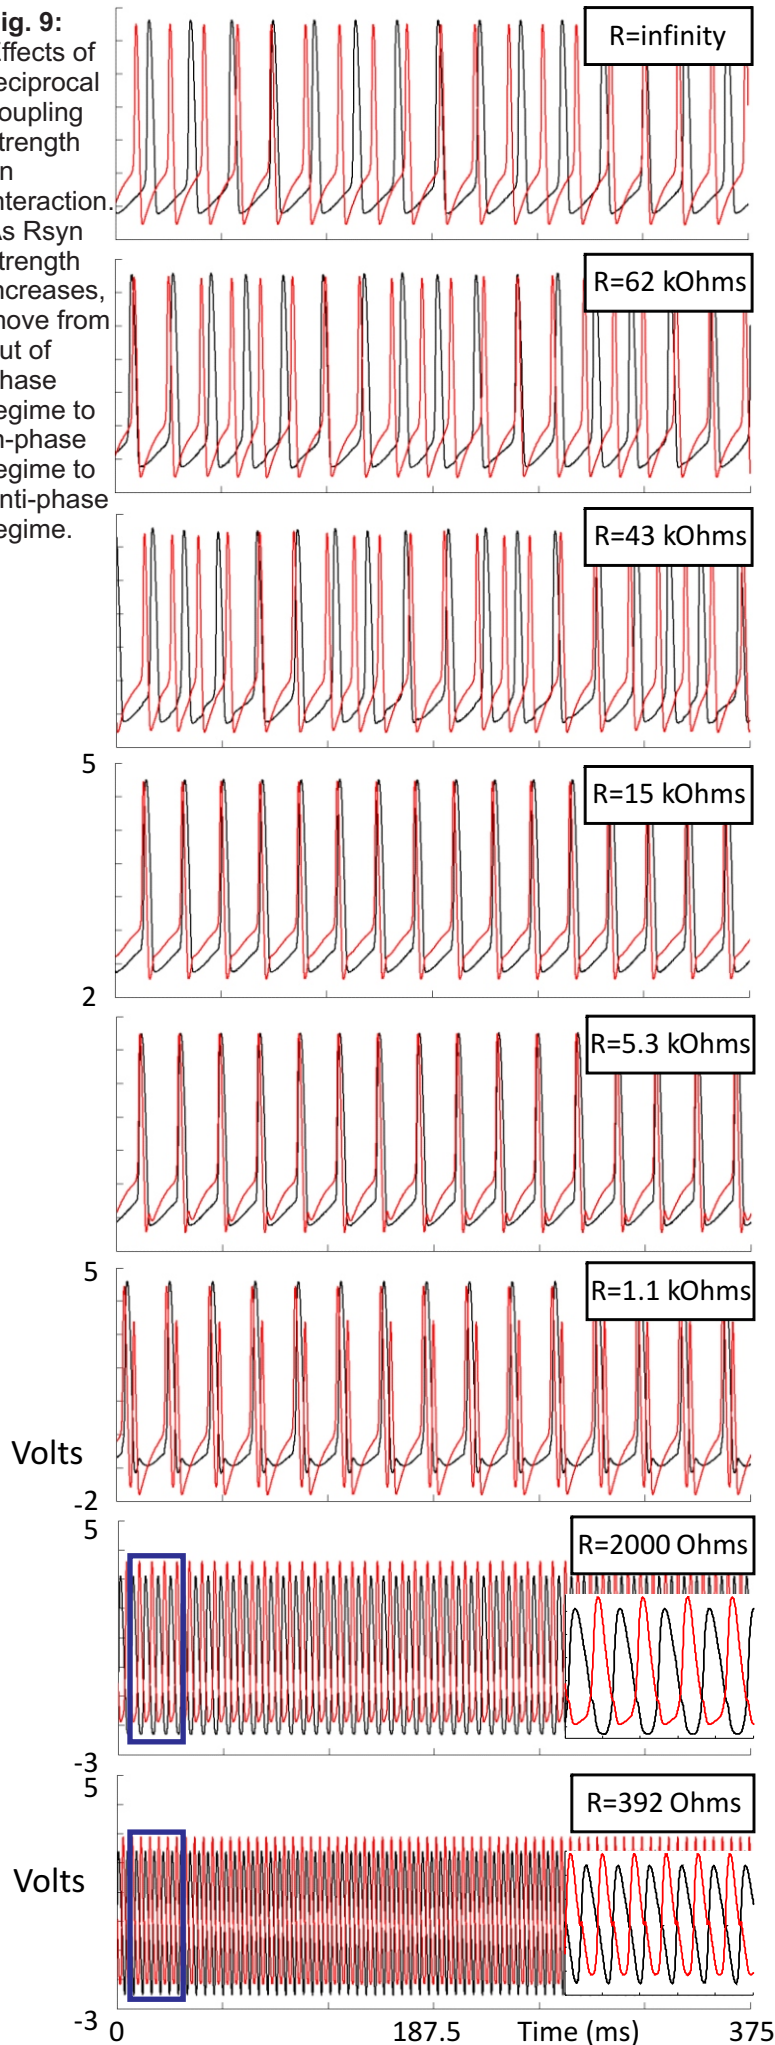 ig. 9:
ffects of
eciprocal
oupling
trength
n
nteraction.
As Rsyn
trength
ncreases,
move from
ut of
hase
egime to
n-phase
egime to
nti-phase
egime.
R=infinity
R=62 kOhms
R=43 kOhms
5
R=15 kOhms
2
R=5.3 kOhms
5
R=1.1 kOhms
Volts
-2
5
R=2000 Ohms
-3
5
R=392 Ohms
Volts
-3
0 187.5 Time (ms) 375